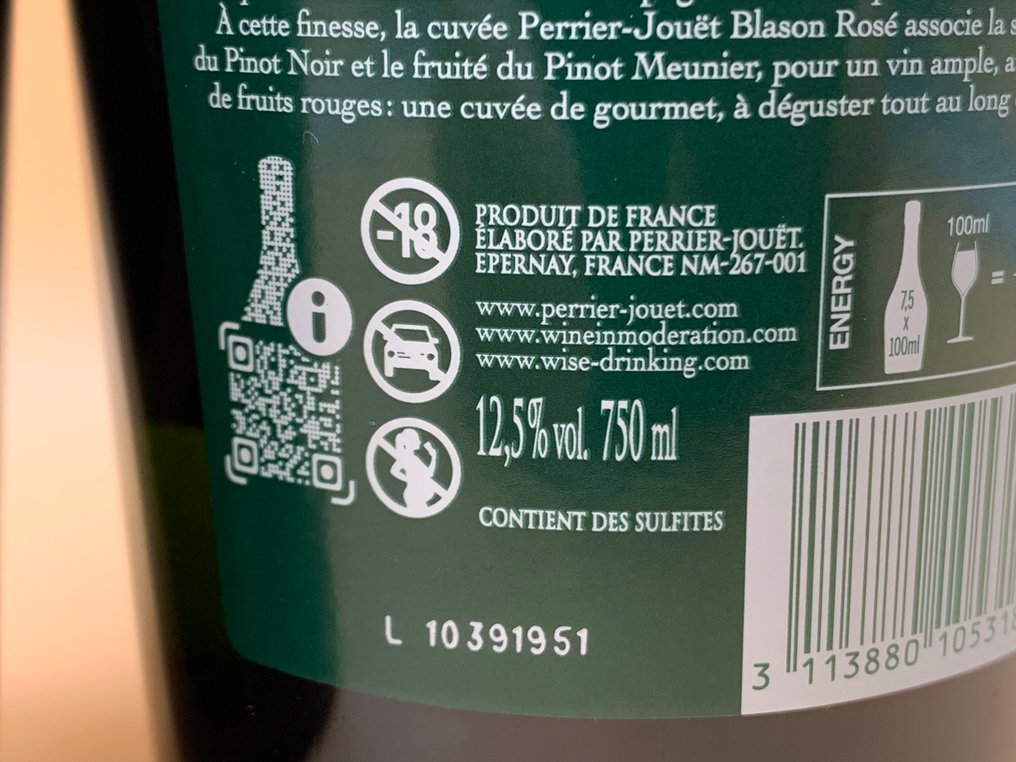 À cette finesse, la cuvée Perrier-Jouët Blason Rosé associe la
du Pinot Noir et le fruité du Pinot Meunier, pour un vin ample,
de fruits rouges : une cuvée de gourmet, à déguster tout au long
-18
PRODUIT DE FRANCE
ÉLABORÉ PAR PERRIER-JOUËT.
EPERNAY, FRANCE NM-267-001
www.perrier-jouet.com
www.wineinmoderation.com
www.wise-drinking.com
12,5% vol. 750 ml
CONTIENT DES SULFITES
L 10391951
ENERGY
7,5
x
100ml
100ml
=
3 113880 10531